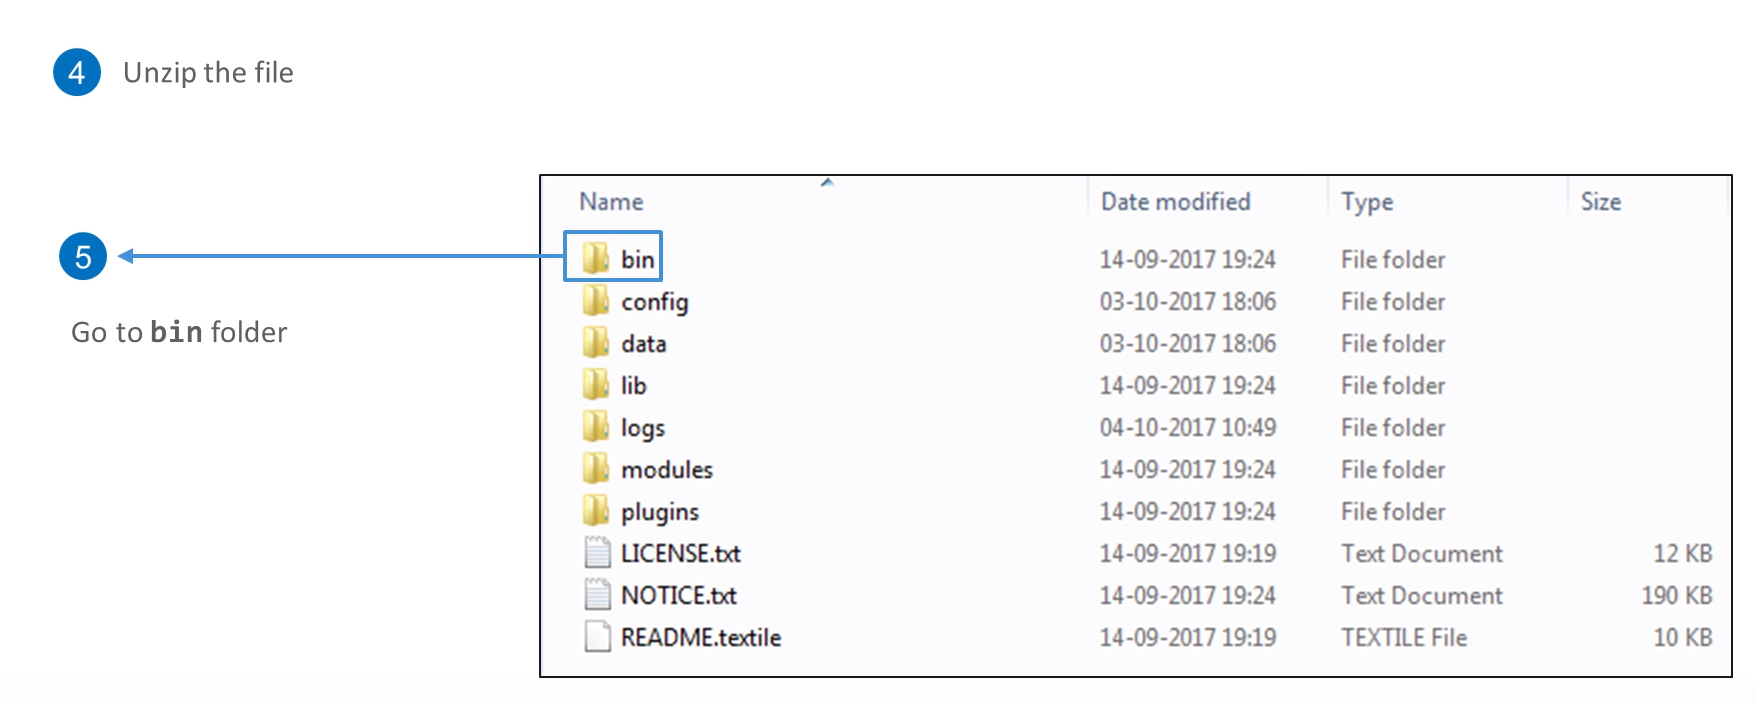 4 Unzip the file
Name Date modified Type Size
5 bin 14-09-2017 19:24 File folder
config 03-10-2017 18:06 File folder
Go to bin folder
data 03-10-2017 18:06 File folder
lib 14-09-2017 19:24 File folder
logs 04-10-2017 10:49 File folder
modules 14-09-2017 19:24 File folder
plugins 14-09-2017 19:24 File folder
LICENSE.txt 14-09-2017 19:19 Text Document 12 KB
NOTICE.txt 14-09-2017 19:24 Text Document 190 KB
README.textile 14-09-2017 19:19 TEXTILE File 10 KB